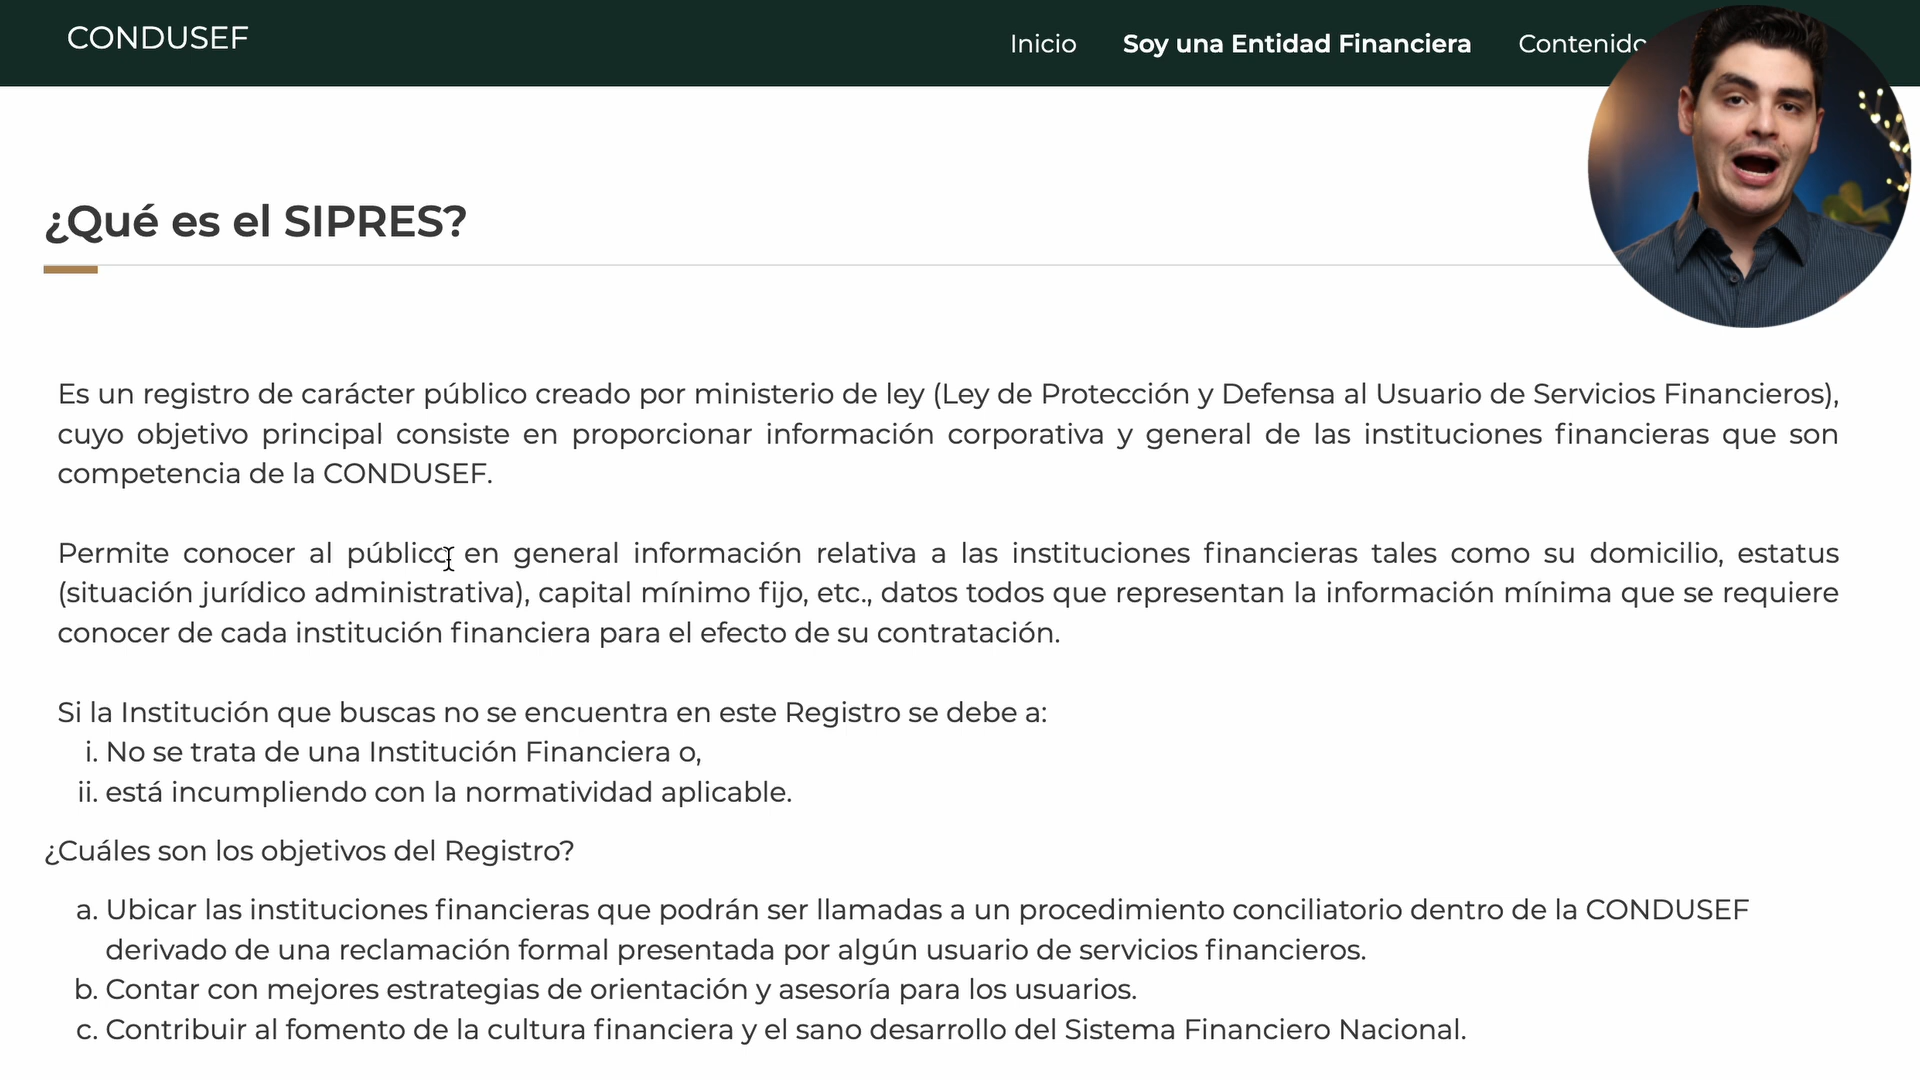 CONDUSEF
Inicio
Soy una Entidad Financiera
Contenido
¿Qué es el SIPRES?
Es un registro de carácter público creado por ministerio de ley (Ley de Protección y Defensa al Usuario de Servicios Financieros),
cuyo objetivo principal consiste en proporcionar información corporativa y general de las instituciones financieras que son
competencia de la CONDUSEF.
Permite conocer al público en general información relativa a las instituciones financieras tales como su domicilio, estatus
(situación jurídico administrativa), capital mínimo fijo, etc., datos todos que representan la información mínima que se requiere
conocer de cada institución financiera para el efecto de su contratación.
Si la Institución que buscas no se encuentra en este Registro se debe a:
i. No se trata de una Institución Financiera o,
ii. está incumpliendo con la normatividad aplicable.
¿Cuáles son los objetivos del Registro?
a. Ubicar las instituciones financieras que podrán ser llamadas a un procedimiento conciliatorio dentro de la CONDUSEF
derivado de una reclamación formal presentada por algún usuario de servicios financieros.
b. Contar con mejores estrategias de orientación y asesoría para los usuarios.
c. Contribuir al fomento de la cultura financiera y el sano desarrollo del Sistema Financiero Nacional.